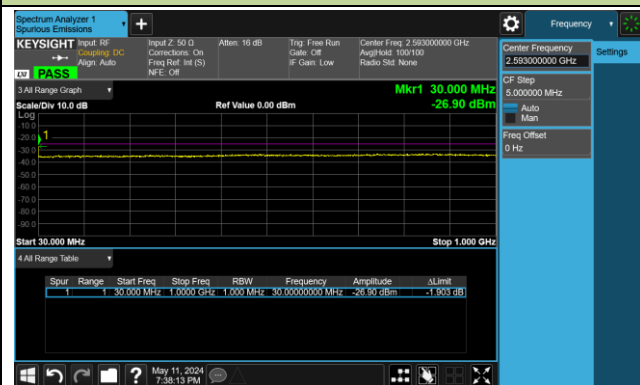 Spectrum Analyzer 1
Spurious Emissions
Frequency
KEYSIGHT
Input: RF
Coupling: DC
Align: Auto
Input Z: 50 Ω
Corrections: On
Freq Ref: Int (S)
NFE: Off
Atten: 16 dB
Trig: Free Run
Gate: Off
IF Gain: Low
Center Freq: 2.593000000 GHz
Avg|Hold: 100/100
Radio Std: None
LXI
PASS
Center Frequency
2.593000000 GHz
Settings
CF Step
5.000000 MHz
Auto
Man
Freq Offset
0 Hz
3 All Range Graph
Mkr1 30.000 MHz
-26.90 dBm
Scale/Div 10.0 dB
Ref Value 0.00 dBm
Log
-10.0
-20.0
-30.0
-40.0
-50.0
-60.0
-70.0
-80.0
-90.0
1
Start 30.000 MHz
Stop 1.000 GHz
4 All Range Table
Spur Range Start Freq Stop Freq RBW Frequency Amplitude ΔLimit
1 1 30.000 MHz 1.0000 GHz 1.000 MHz 30.00000000 MHz -26.90 dBm -1.903 dB
?
May 11, 2024
7:38:13 PM